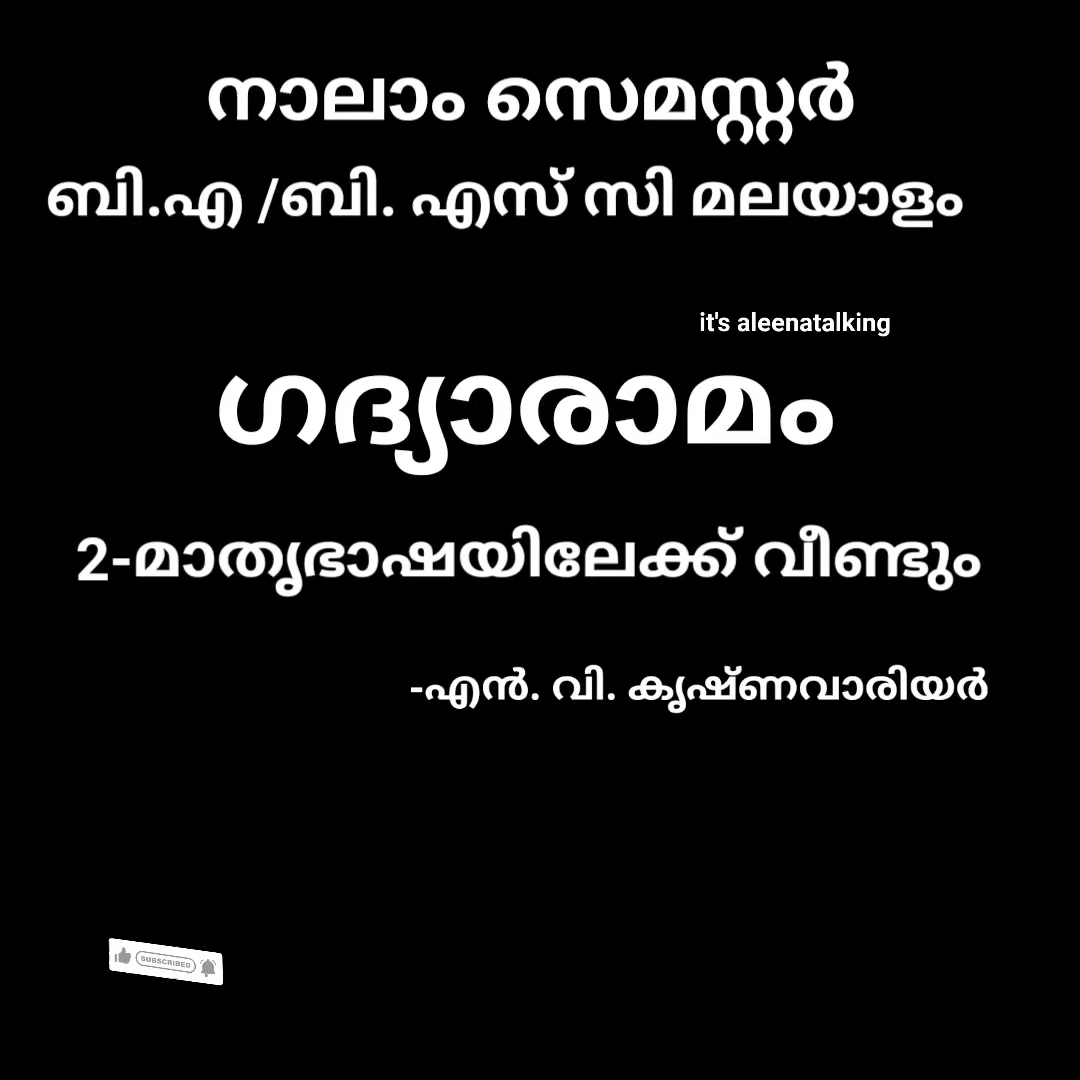 നാലാം സെമസ്റ്റർ
ബി.എ /ബി. എസ് സി മലയാളം
it's aleenatalking
ഗദ്യാരാമം
2-മാതൃഭാഷയിലേക്ക് വീണ്ടും
-എൻ. വി. കൃഷ്ണവാരിയർ
SUBSCRIBED